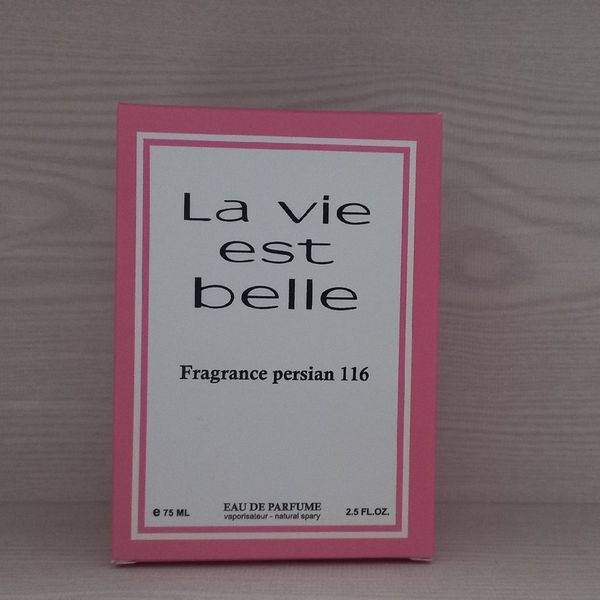 La vie
est
belle
Fragrance persian 116
e 75 ML
EAU DE PARFUME
vaporisateur - natural spary
2.5 FL.OZ.